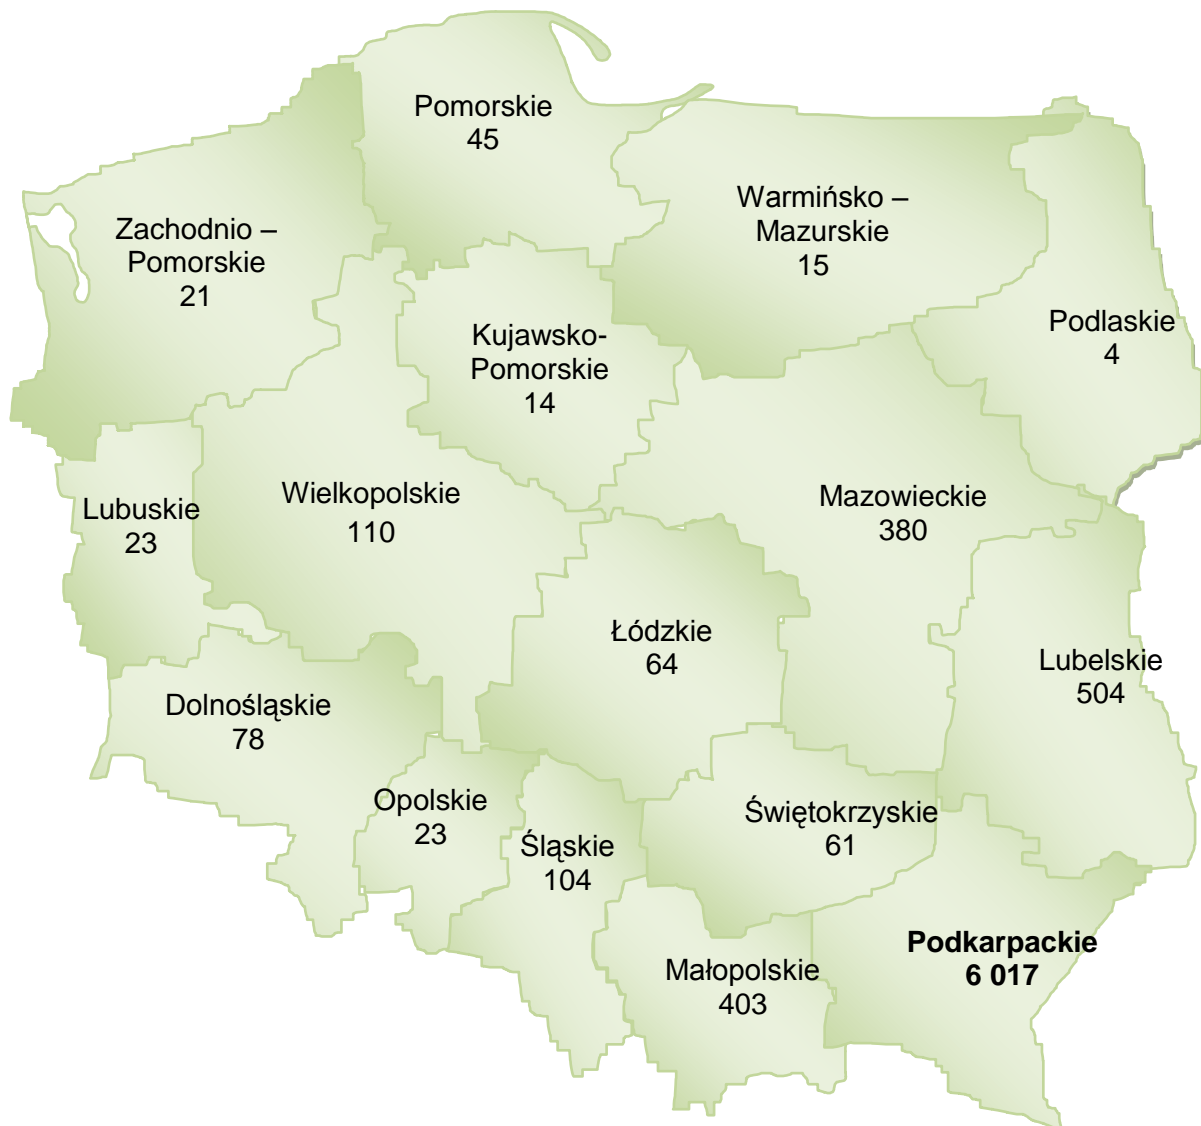 Pomorskie
45
Warmińsko –
Mazurskie
15
Zachodnio –
Pomorskie
21
Podlaskie
4
Kujawsko-
Pomorskie
14
Wielkopolskie
110
Mazowieckie
380
Lubuskie
23
Łódzkie
64
Lubelskie
504
Dolnośląskie
78
Opolskie
23
Świętokrzyskie
61
Śląskie
104
Podkarpackie
6 017
Małopolskie
403